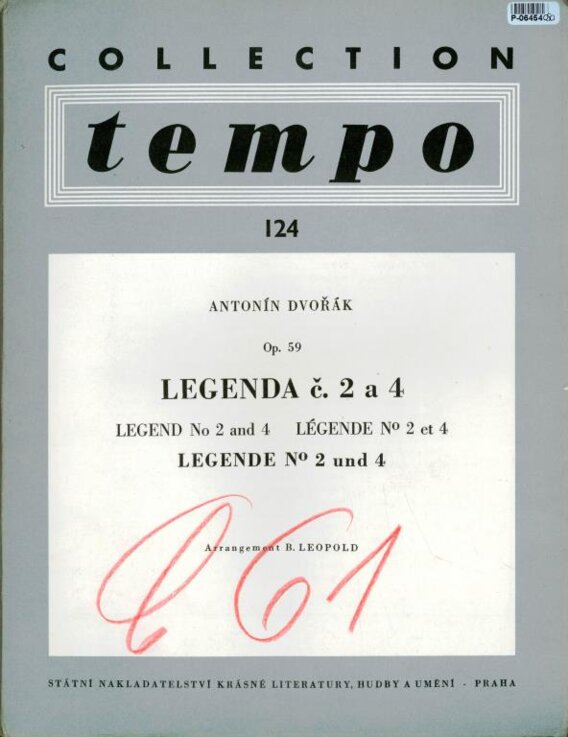 P-06454
COLLECTION
tempo
124
ANTONÍN DVOŘÁK
Op. 59
LEGENDA č. 2 a 4
LEGEND No 2 and 4 LÉGENDE Nº 2 et 4
LEGENDE Nº 2 und 4
Arrangement B. LEOPOLD
61
STÁTNÍ NAKLADATELSTVÍ KRÁSNÉ LITERATURY, HUDBY A UMĚNÍ - PRAHA